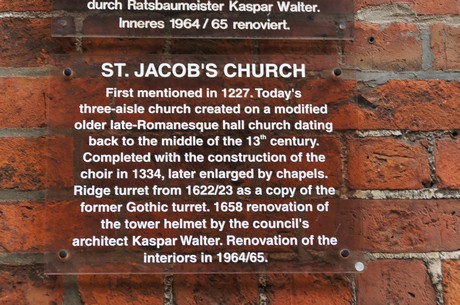 durch Ratsbaumeister Kaspar Walter.
Inneres 1964 / 65 renoviert.
ST. JACOB'S CHURCH
First mentioned in 1227. Today's
three-aisle church created on a modified
older late-Romanesque hall church dating
back to the middle of the 13th century.
Completed with the construction of the
choir in 1334, later enlarged by chapels.
Ridge turret from 1622/23 as a copy of the
former Gothic turret. 1658 renovation of
the tower helmet by the council's
architect Kaspar Walter. Renovation of the
interiors in 1964/65.